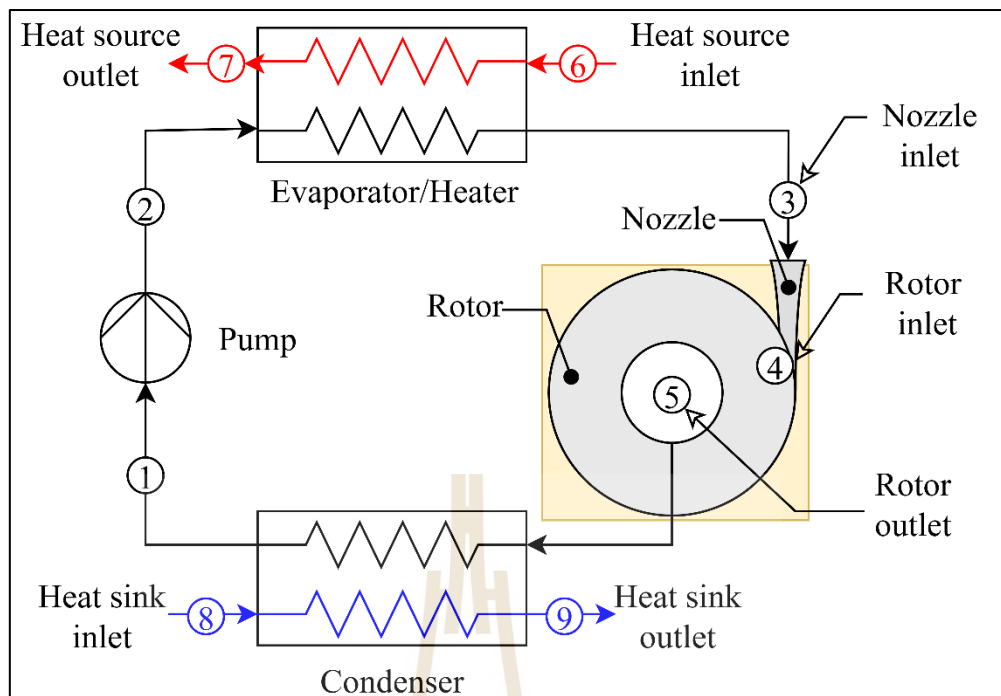 Heat source
outlet
7
6
Heat source
inlet
Evaporator/Heater
Nozzle
inlet
2
3
Nozzle
Rotor
Rotor
inlet
Pump
4
5
1
Rotor
outlet
Heat sink
inlet
8
9
Heat sink
outlet
Condenser